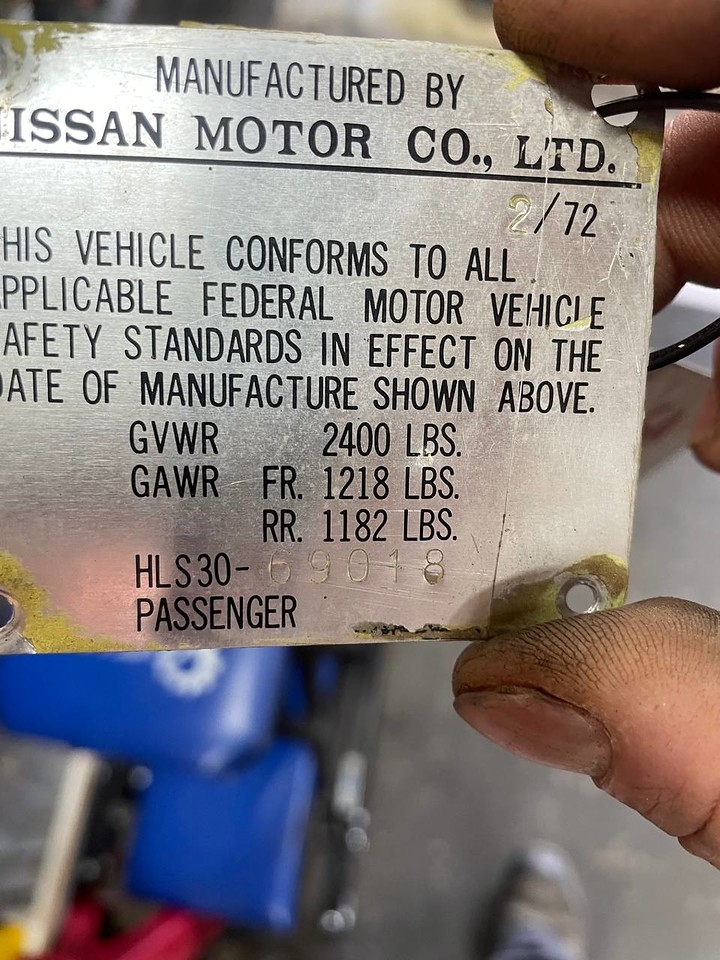 MANUFACTURED BY
ISSAN MOTOR CO., LTD.
2/72
HIS VEHICLE CONFORMS TO ALL
PPLICABLE FEDERAL MOTOR VEHICLE
AFETY STANDARDS IN EFFECT ON THE
DATE OF MANUFACTURE SHOWN ABOVE.
GVWR 2400 LBS.
GAWR FR. 1218 LBS.
RR. 1182 LBS.
HLS30-69018
PASSENGER